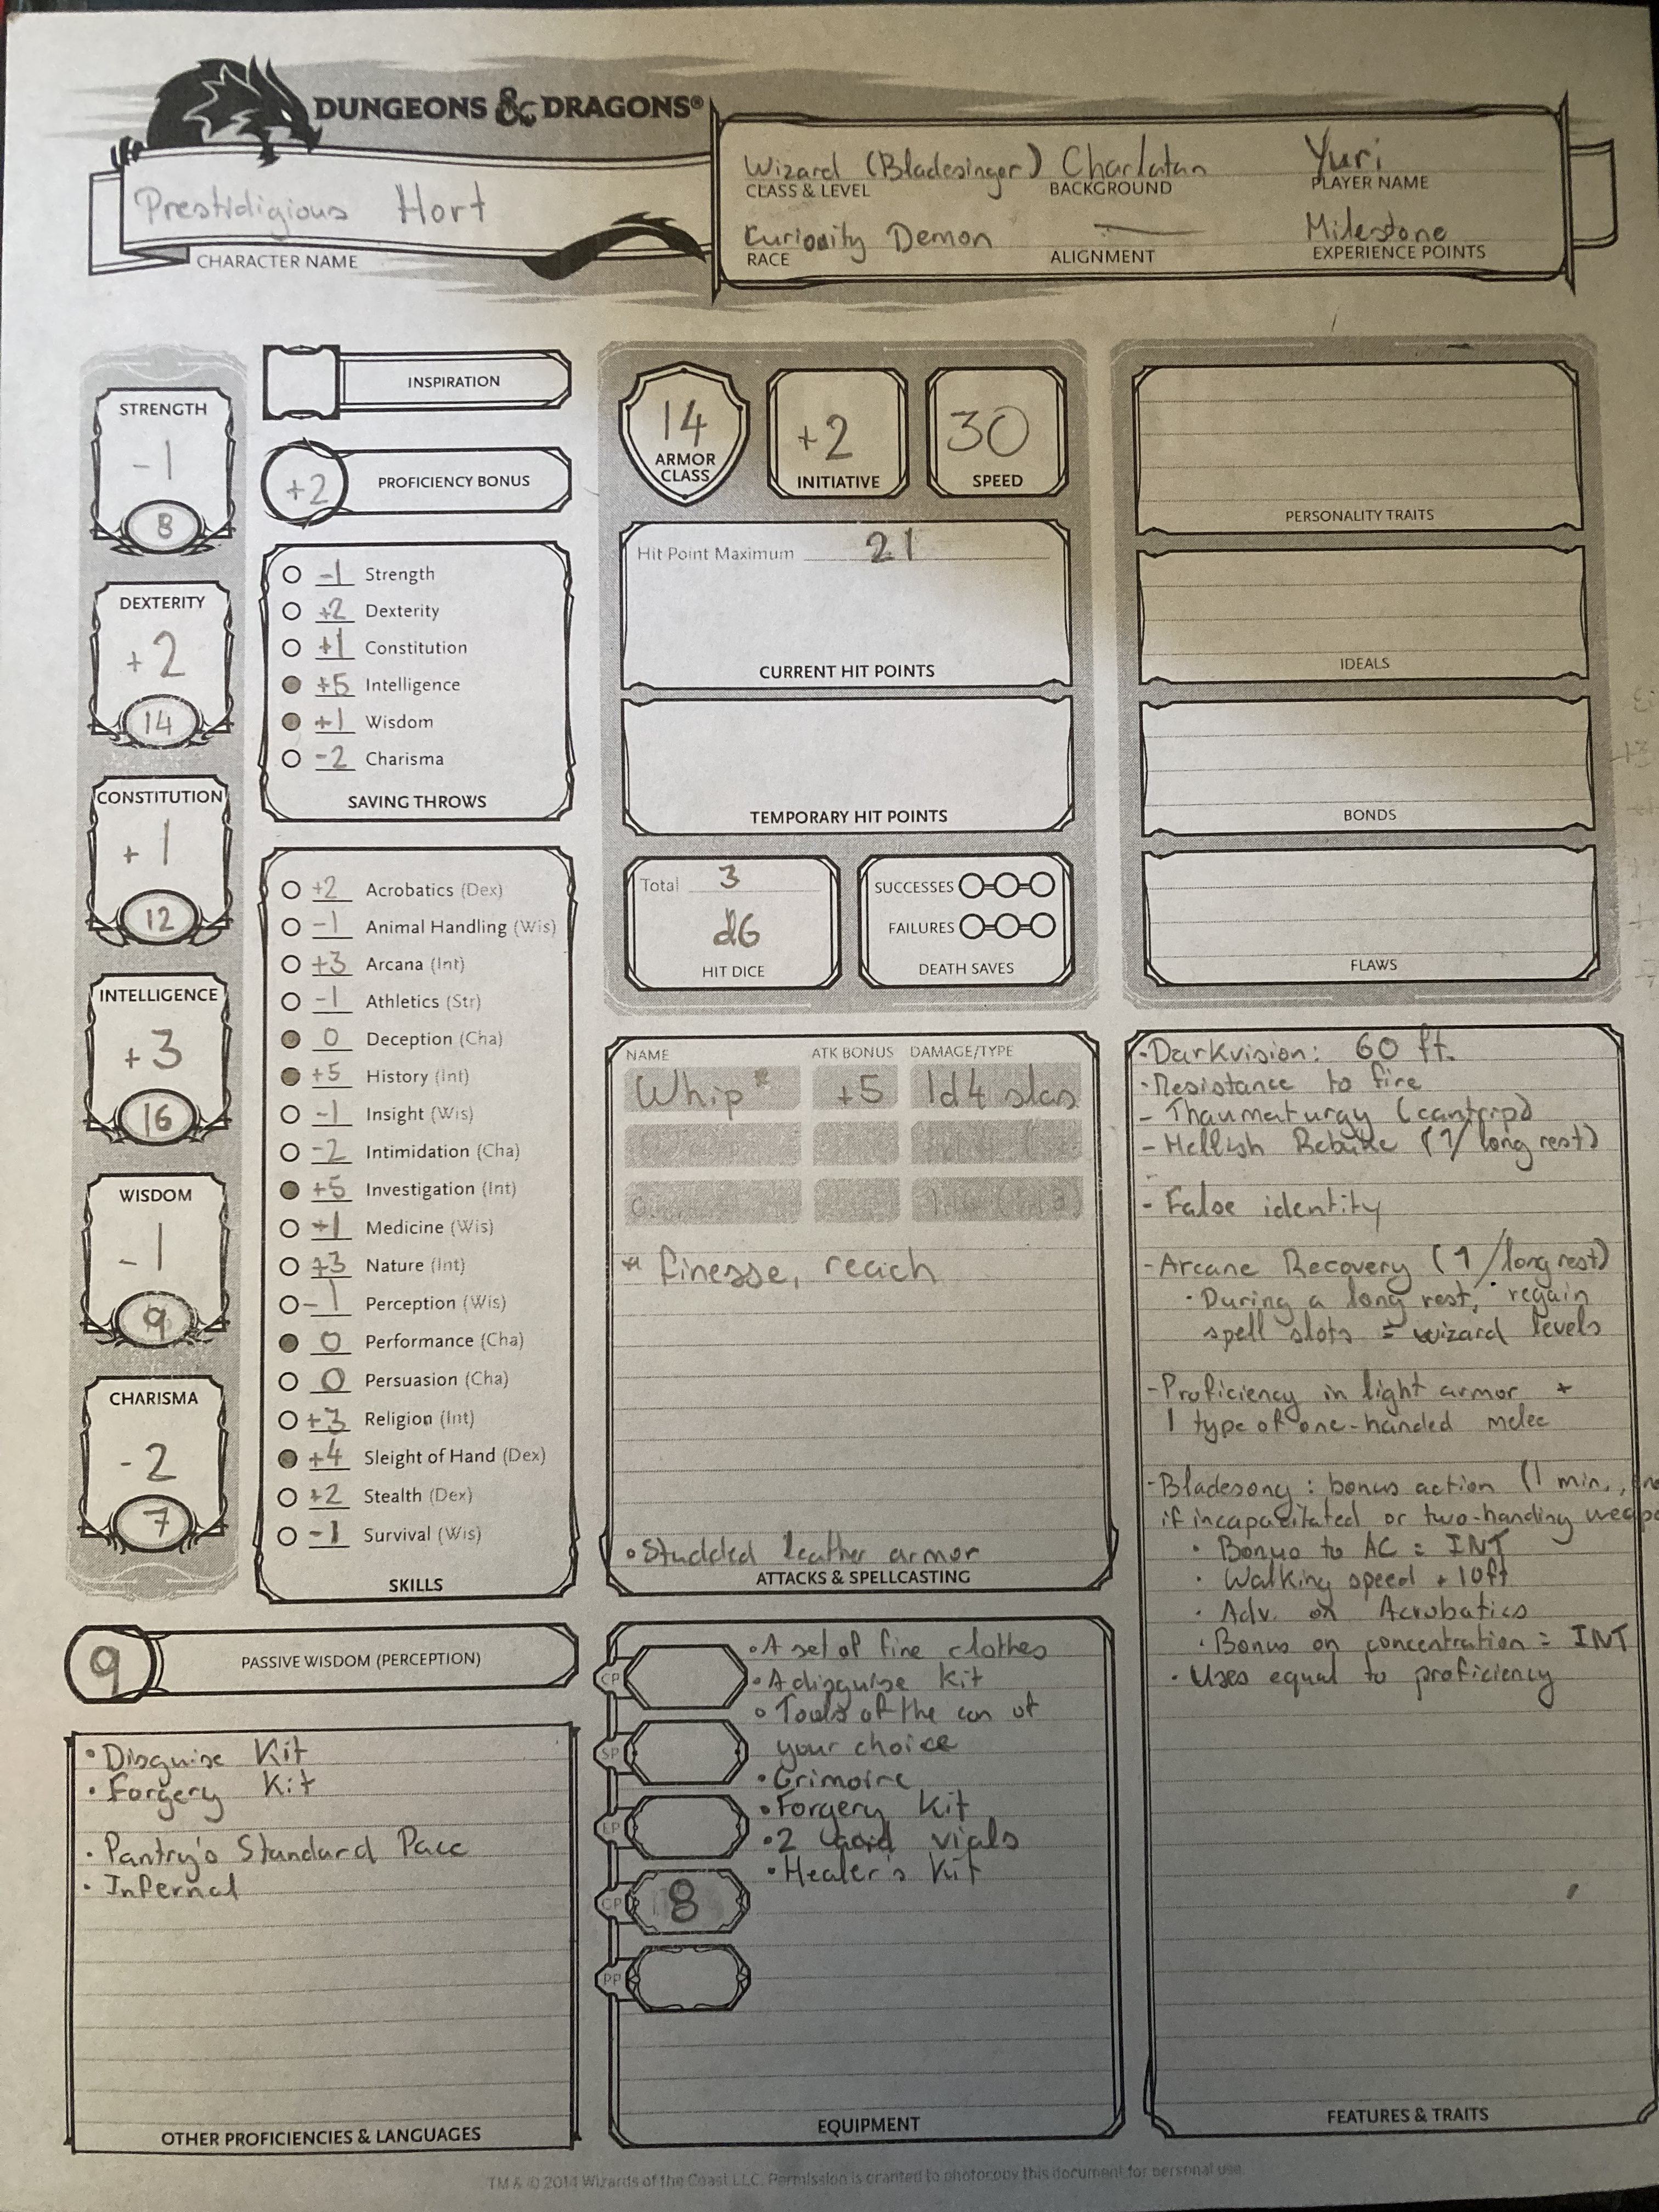 DUNGEONS & DRAGONS®
Prestidigious Hort
CHARACTER NAME
Wizard (Bladesinger) Charlatan Yuri
CLASS & LEVEL BACKGROUND PLAYER NAME
Curiosity Demon — Milestone
RACE ALIGNMENT EXPERIENCE POINTS
STRENGTH
-1
8
DEXTERITY
+2
14
CONSTITUTION
+1
12
INTELLIGENCE
+3
16
WISDOM
-1
9
CHARISMA
-2
7
INSPIRATION
+2 PROFICIENCY BONUS
-1 Strength
+2 Dexterity
+1 Constitution
+5 Intelligence
+1 Wisdom
-2 Charisma
SAVING THROWS
+2 Acrobatics (Dex)
-1 Animal Handling (Wis)
+3 Arcana (Int)
-1 Athletics (Str)
0 Deception (Cha)
+5 History (Int)
-1 Insight (Wis)
-2 Intimidation (Cha)
+5 Investigation (Int)
+1 Medicine (Wis)
+3 Nature (Int)
-1 Perception (Wis)
0 Performance (Cha)
0 Persuasion (Cha)
+3 Religion (Int)
+4 Sleight of Hand (Dex)
+2 Stealth (Dex)
-1 Survival (Wis)
SKILLS
9 PASSIVE WISDOM (PERCEPTION)
• Disguise Kit
• Forgery Kit
• Pantry's Standard Pacc
• Infernal
OTHER PROFICIENCIES & LANGUAGES
14 +2 30
ARMOR CLASS INITIATIVE SPEED
Hit Point Maximum 21
CURRENT HIT POINTS
TEMPORARY HIT POINTS
Total 3
d6
HIT DICE
SUCCESSES
FAILURES
DEATH SAVES
NAME ATK BONUS DAMAGE/TYPE
Whip* +5 1d4 slas
* finesse, reach
• Studded leather armor
ATTACKS & SPELLCASTING
CP
SP
EP
GP 8
PP
• A set of fine clothes
• A disguise Kit
• Tools of the con of
your choice
• Grimoire
• Forgery Kit
• 2 vials
• Healer's Kit
EQUIPMENT
PERSONALITY TRAITS
IDEALS
BONDS
FLAWS
• Darkvision: 60 ft.
• Resistance to fire
- Thaumaturgy (cantrip)
- Hellish Rebuke (1/long rest)
-
- False identity
- Arcane Recovery (1/long rest)
• During a long rest, regain
spell slots = wizard levels
- Proficiency in light armor +
1 type of one-handed melee
- Bladesong: bonus action (1 min.,
if incapacitated or two-handing weapo
• Bonus to AC = INT
• Walking speed + 10ft
• Adv. on Acrobatics
• Bonus on concentration = INT
• Uses equal to proficiency
FEATURES & TRAITS
TM & © 2014 Wizards of the Coast LLC. Permission is granted to photocopy this document for personal use.